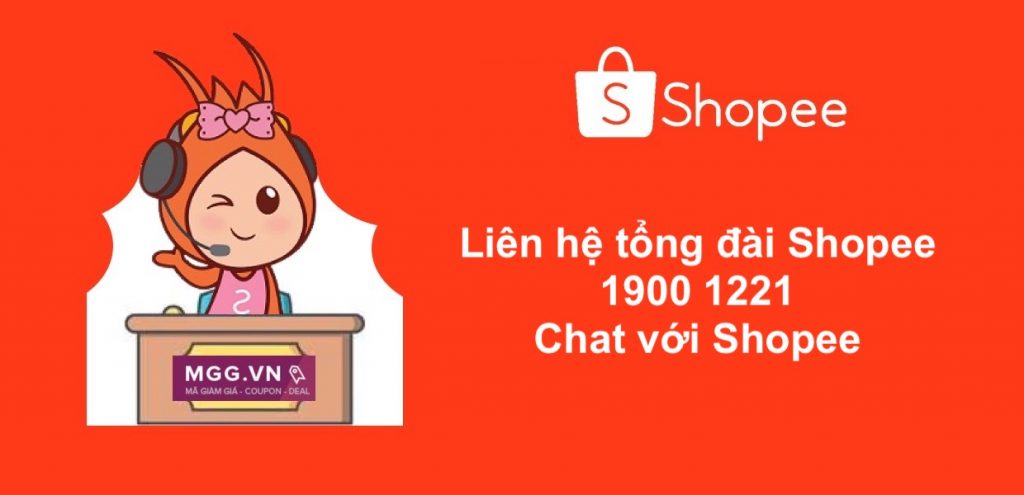 S Shopee
Liên hệ tổng đài Shopee
1900 1221
Chat với Shopee
S
MGG.VN
MÃ GIẢM GIÁ - COUPON - DEAL